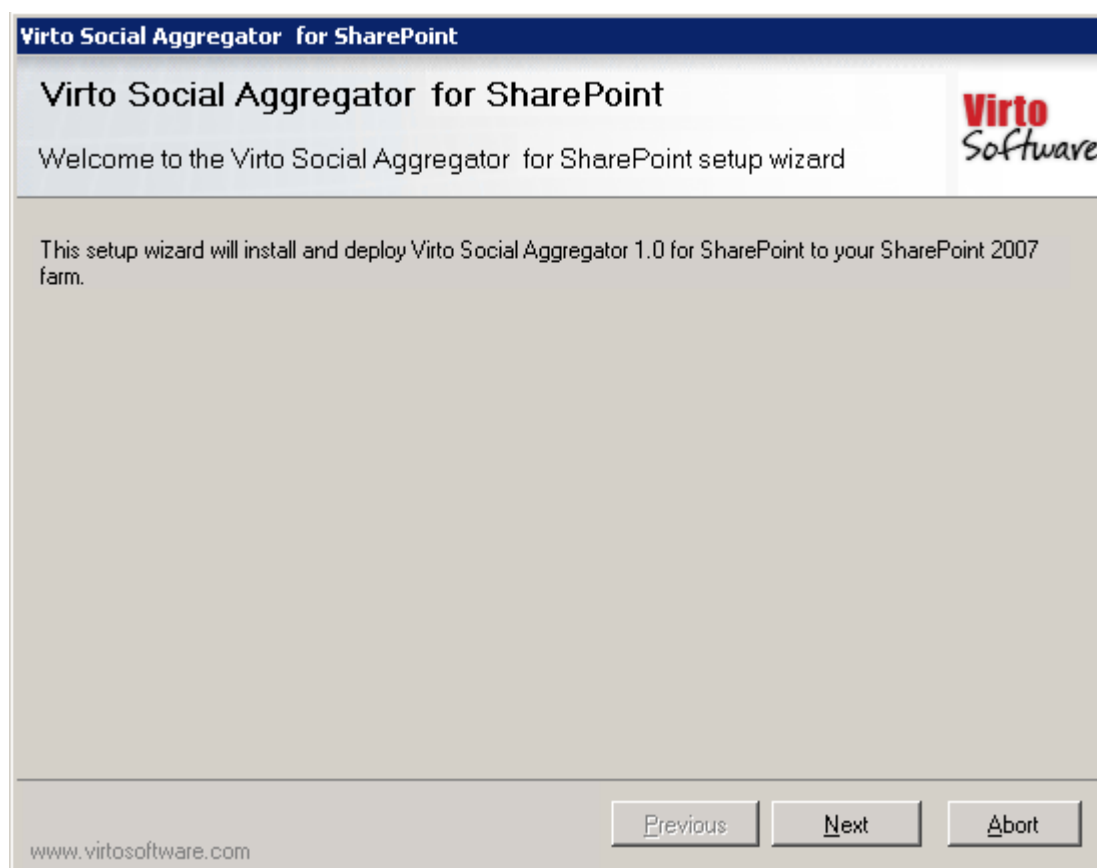 Virto Social Aggregator for SharePoint
Virto Social Aggregator for SharePoint
Welcome to the Virto Social Aggregator for SharePoint setup wizard
Virto
Software
This setup wizard will install and deploy Virto Social Aggregator 1.0 for SharePoint to your SharePoint 2007
farm.
Previous
Next
Abort
www.virtosoftware.com